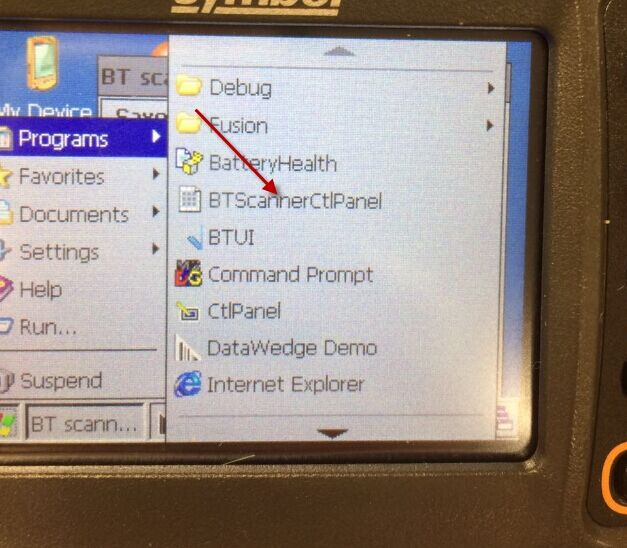 symbol
My Device
BT sca
Save
Programs
Favorites
Documents
Settings
Help
Run...
Suspend
BT scann...
Debug
Fusion
BatteryHealth
BTScannerCtlPanel
BTUI
Command Prompt
CtlPanel
DataWedge Demo
Internet Explorer